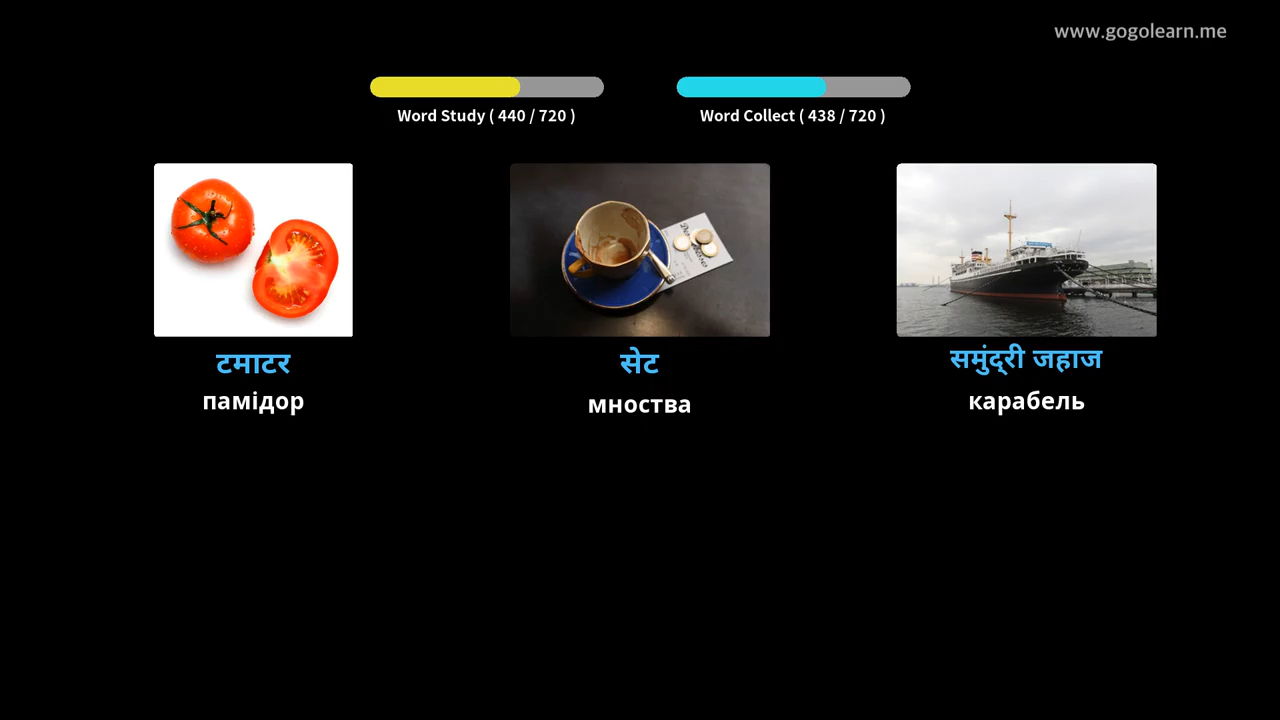 www.gogolearn.me
Word Study ( 440 / 720 )
Word Collect ( 438 / 720 )
टमाटर
सेट
समुंद्री जहाज
памідор
мноства
карабель